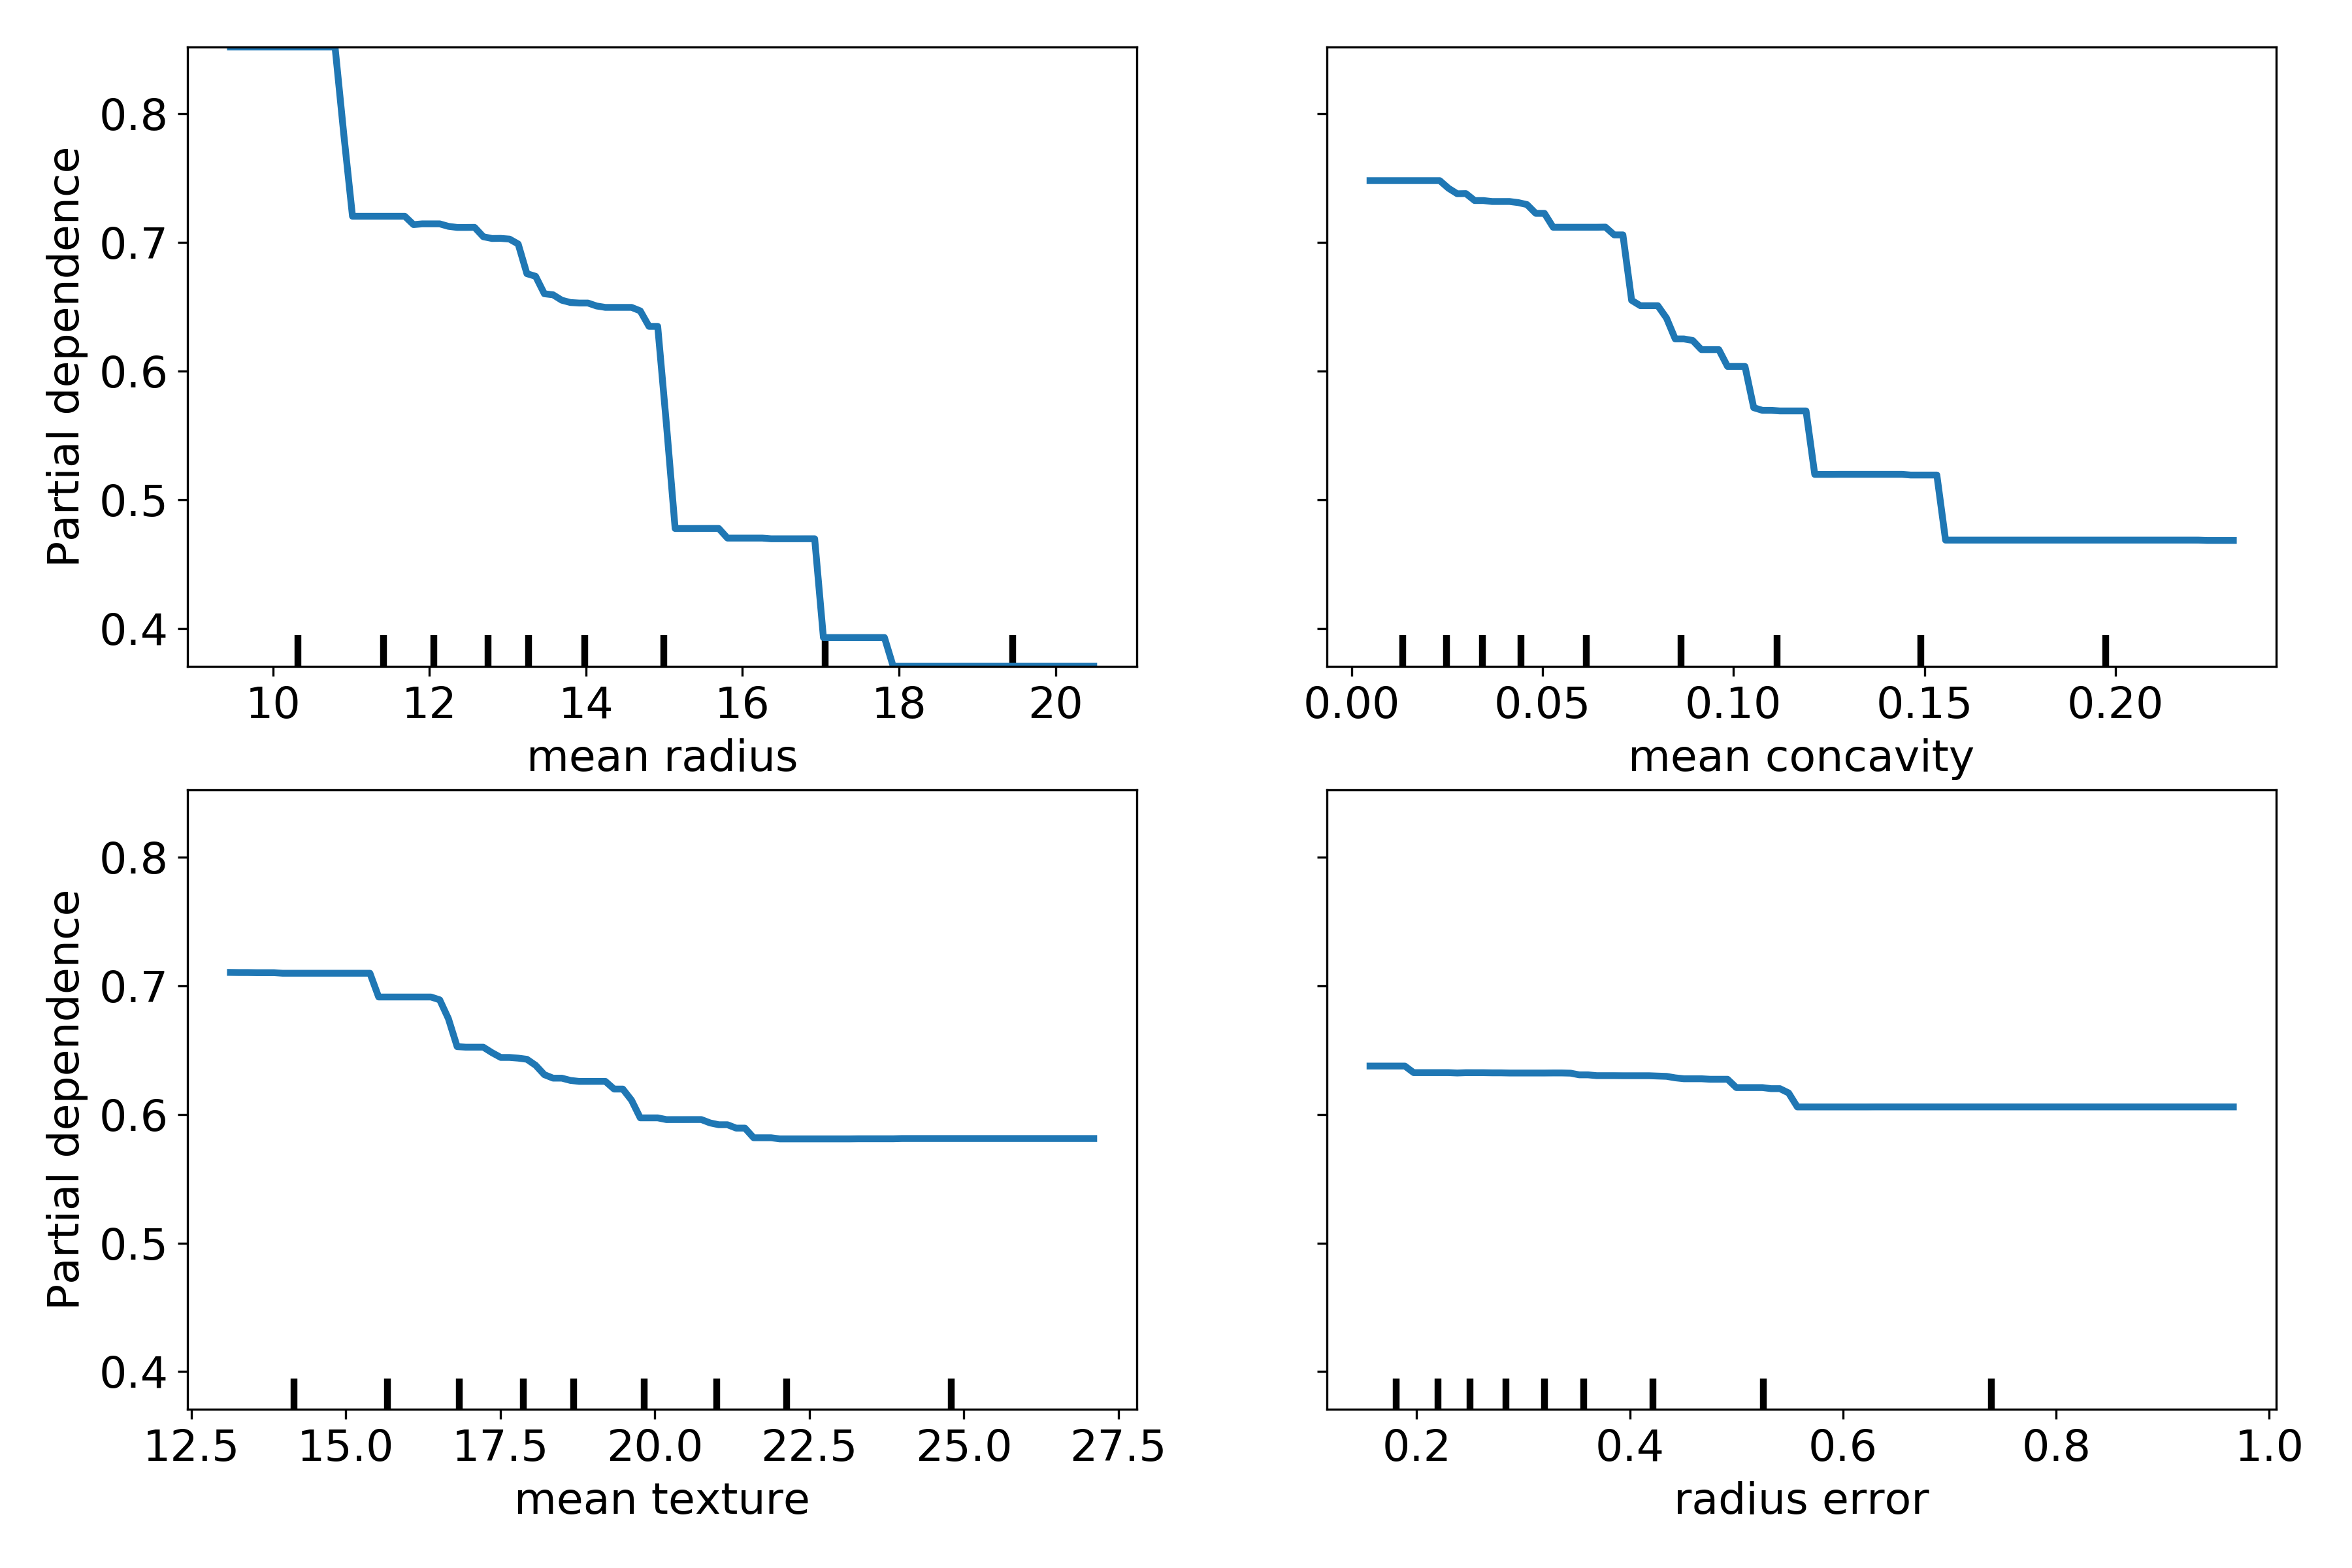 Partial dependence
0.8
0.7
0.6
0.5
0.4
10 12 14 16 18 20
mean radius
0.00 0.05 0.10 0.15 0.20
mean concavity
Partial dependence
0.8
0.7
0.6
0.5
0.4
12.5 15.0 17.5 20.0 22.5 25.0 27.5
mean texture
0.2 0.4 0.6 0.8 1.0
radius error